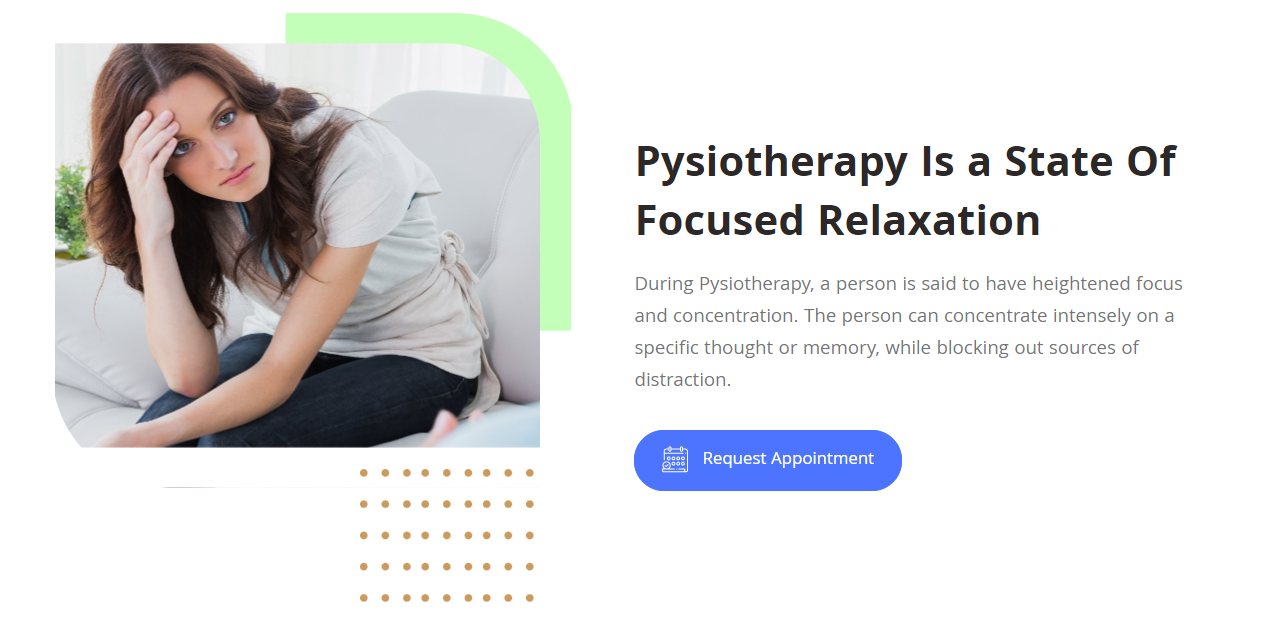 Pysiotherapy Is a State Of
Focused Relaxation
During Pysiotherapy, a person is said to have heightened focus
and concentration. The person can concentrate intensely on a
specific thought or memory, while blocking out sources of
distraction.
Request Appointment